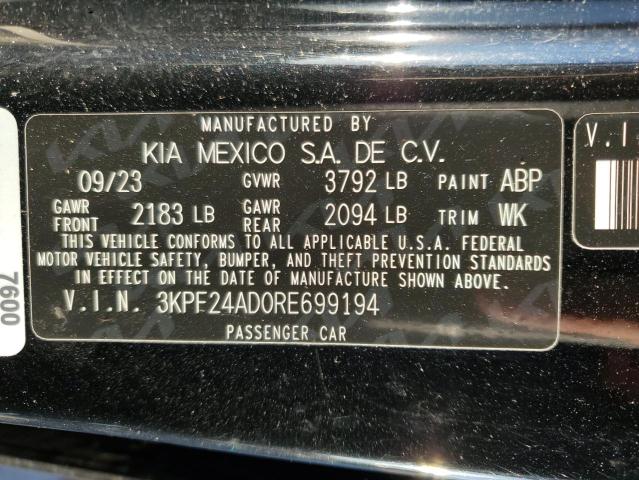 MANUFACTURED BY
KIA MEXICO S.A. DE C.V.
09/23 GVWR 3792 LB PAINT ABP
GAWR FRONT 2183 LB GAWR REAR 2094 LB TRIM WK
THIS VEHICLE CONFORMS TO ALL APPLICABLE U.S.A. FEDERAL
MOTOR VEHICLE SAFETY, BUMPER, AND THEFT PREVENTION STANDARDS
IN EFFECT ON THE DATE OF MANUFACTURE SHOWN ABOVE.
V.I.N. 3KPF24AD0RE699194
PASSENGER CAR
V.I
7600